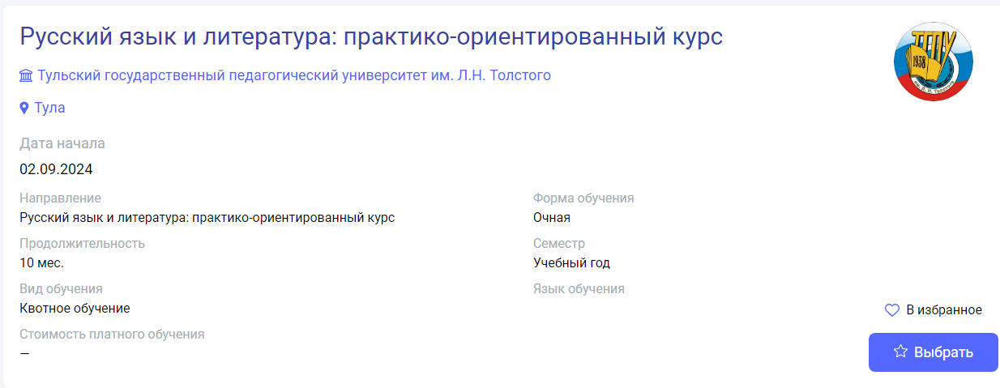 Русский язык и литература: практико-ориентированный курс
Тульский государственный педагогический университет им. Л.Н. Толстого
Тула
ТГПУ
1938
им. Л. Н. Толстого
Дата начала
02.09.2024
Направление
Русский язык и литература: практико-ориентированный курс
Форма обучения
Очная
Продолжительность
10 мес.
Семестр
Учебный год
Вид обучения
Квотное обучение
Язык обучения
В избранное
Стоимость платного обучения
—
Выбрать